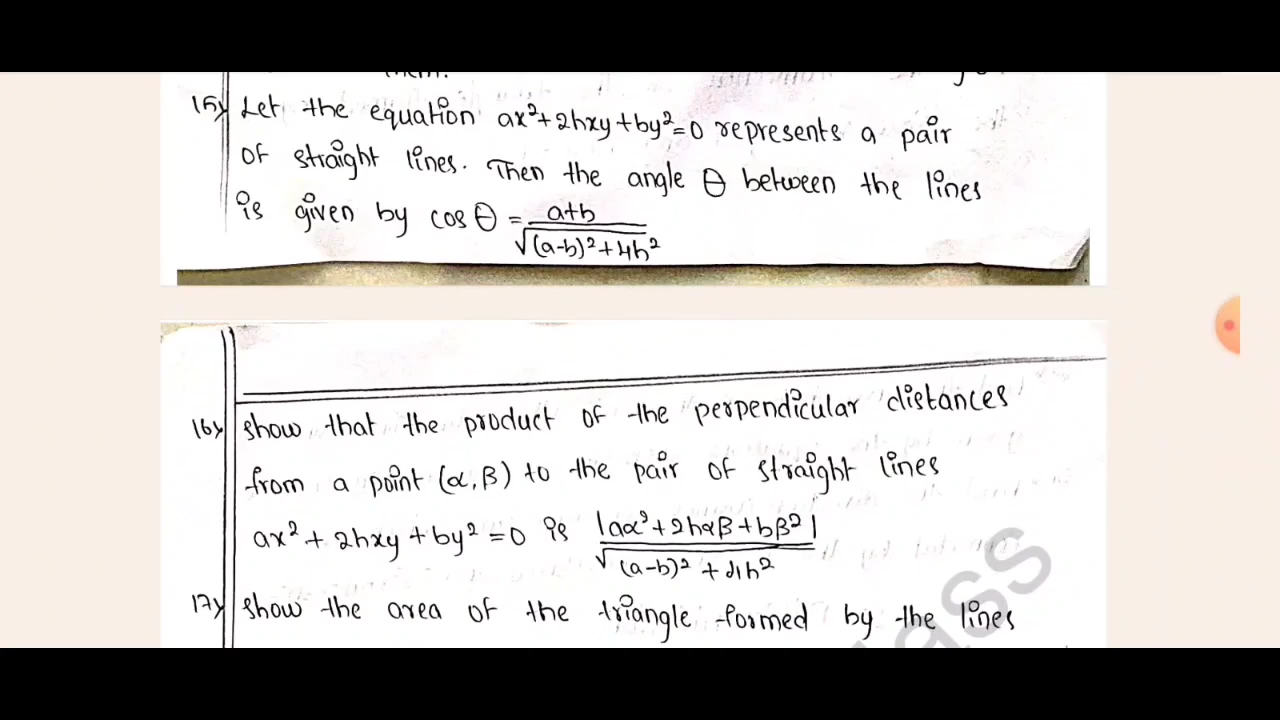 15) Let the equation ax²+2hxy+by²=0 represents a pair
of straight lines. Then the angle θ between the lines
is given by cos θ = a+b / √(a-b)²+4h²
16) show that the product of the perpendicular distances
from a point (α,β) to the pair of straight lines
ax²+2hxy+by²=0 is |aα²+2hαβ+bβ²| / √(a-b)²+4h²
17) show the area of the triangle formed by the lines